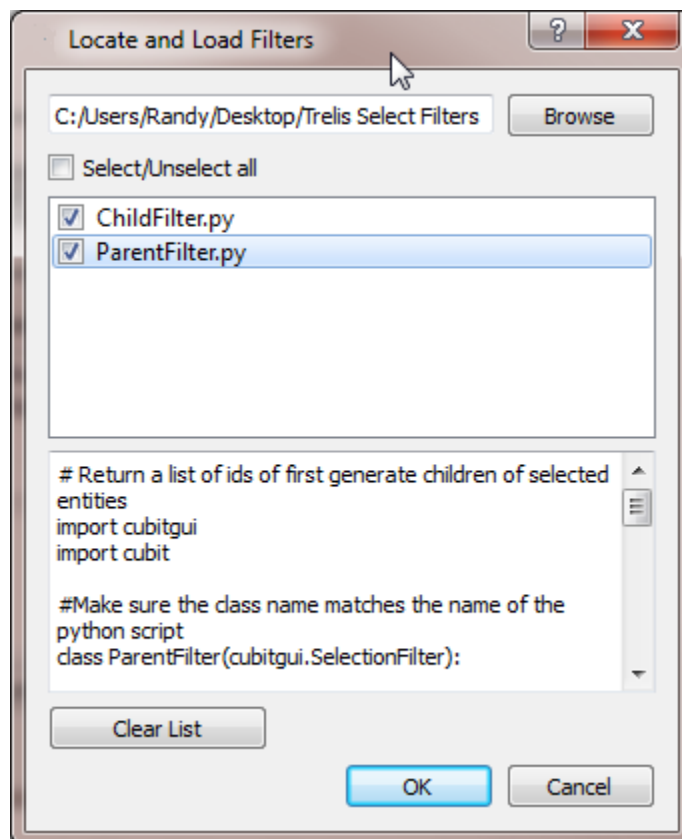 Locate and Load Filters
C:/Users/Randy/Desktop/Trelis Select Filters
Browse
Select/Unselect all
ChildFilter.py
ParentFilter.py
# Return a list of ids of first generate children of selected
entities
import cubitgui
import cubit
#Make sure the class name matches the name of the
python script
class ParentFilter(cubitgui.SelectionFilter):
Clear List
OK
Cancel